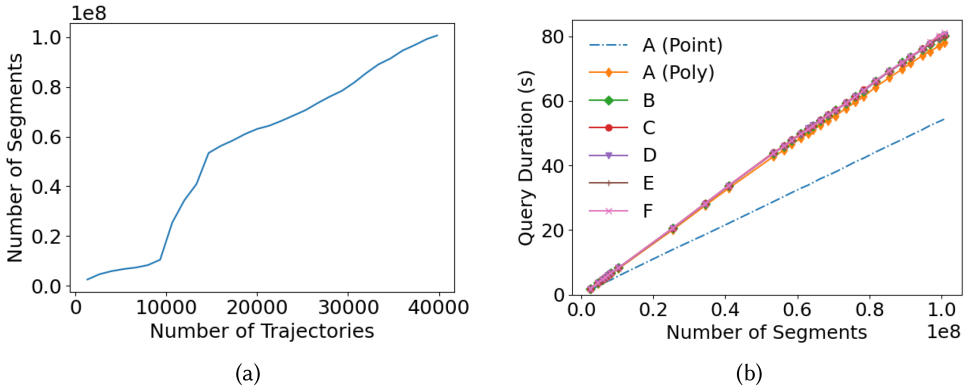 1e8
1.0
0.8
0.6
0.4
0.2
0.0
Number of Segments
0 10000 20000 30000 40000
Number of Trajectories
(a)
80
60
40
20
0
Query Duration (s)
A (Point)
A (Poly)
B
C
D
E
F
0.0 0.2 0.4 0.6 0.8 1.0
1e8
Number of Segments
(b)